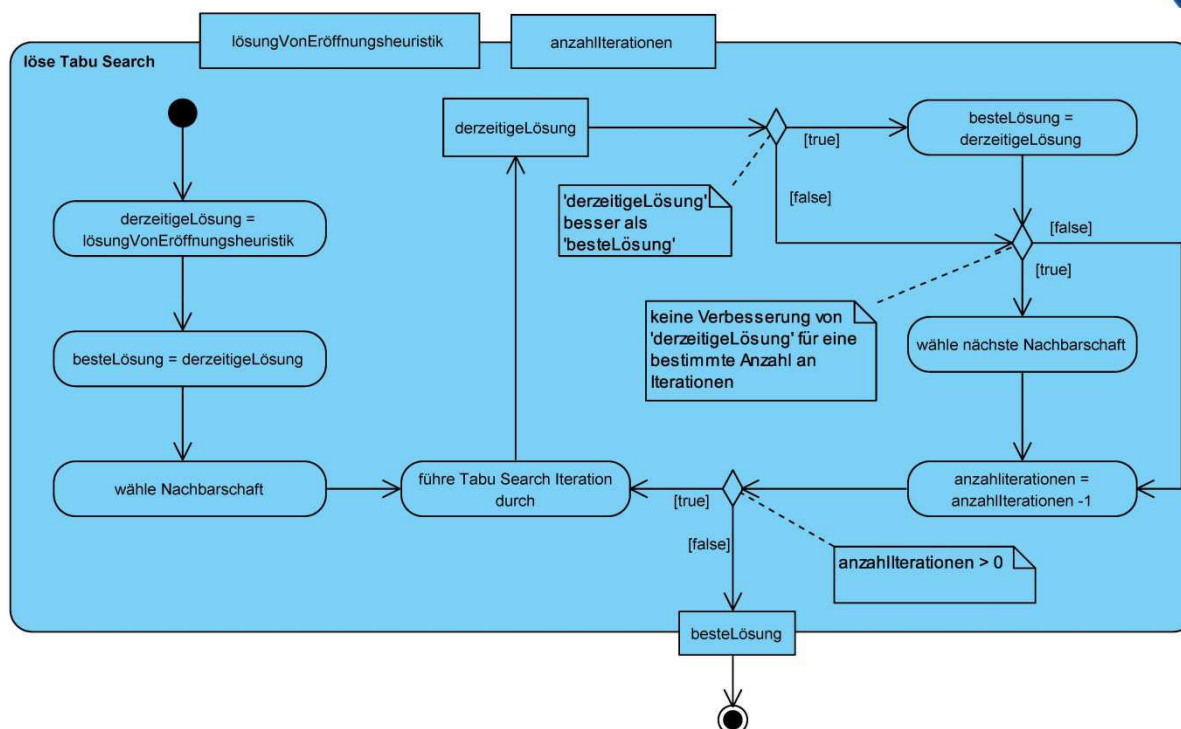 lösungVonEröffnungsheuristik
anzahlIterationen
löse Tabu Search
derzeitigeLösung =
lösungVonEröffnungsheuristik
besteLösung = derzeitigeLösung
wähle Nachbarschaft
führe Tabu Search Iteration
durch
derzeitigeLösung
'derzeitigeLösung'
besser als
'besteLösung'
[true]
[false]
besteLösung =
derzeitigeLösung
[false]
[true]
keine Verbesserung von
'derzeitigeLösung' für eine
bestimmte Anzahl an
Iterationen
wähle nächste Nachbarschaft
anzahliterationen =
anzahlIterationen -1
[true]
[false]
anzahlIterationen > 0
besteLösung